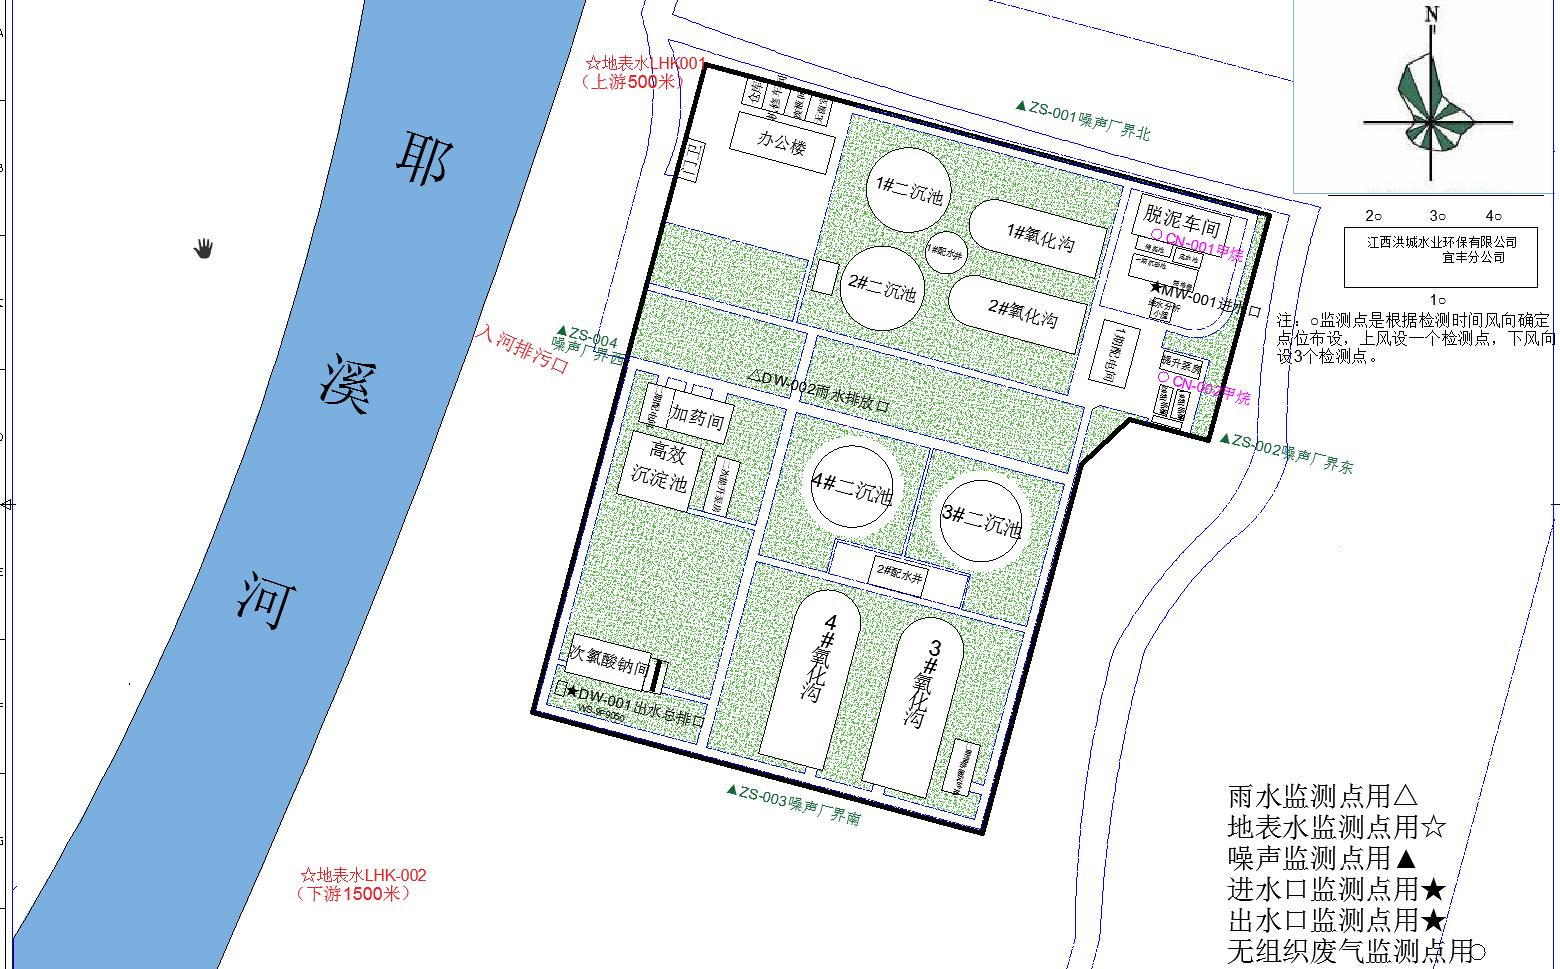 N
☆地表水LHK001
（上游500米）
▲ZS-001噪声厂界北
仓库
办公楼
门卫
耶
溪
河
1#二沉池
1#氧化沟
1#配水井
2#二沉池
2#氧化沟
脱泥车间
○CN-001甲烷
★MW-001进水口
提升泵房
○CN-002甲烷
▲ZS-002噪声厂界东
2○ 3○ 4○
江西洪城水业环保有限公司
宜丰分公司
1○
注：○监测点是根据检测时间风向确定
点位布设，上风设一个检测点，下风向
设3个检测点。
▲ZS-004
噪声厂界西
入河排污口
△DW-002雨水排放口
加药间
高效
沉淀池
4#二沉池
3#二沉池
2#配水井
4#氧化沟
3#氧化沟
次氯酸钠间
★DW-001出水总排口
▲ZS-003噪声厂界南
☆地表水LHK-002
（下游1500米）
雨水监测点用△
地表水监测点用☆
噪声监测点用▲
进水口监测点用★
出水口监测点用★
无组织废气监测点用○